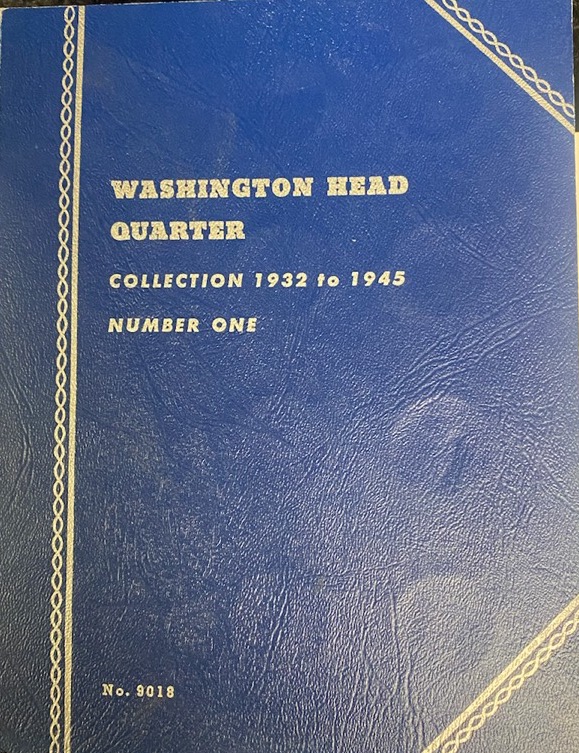 WASHINGTON HEAD
QUARTER
COLLECTION 1932 to 1945
NUMBER ONE
No. 9018